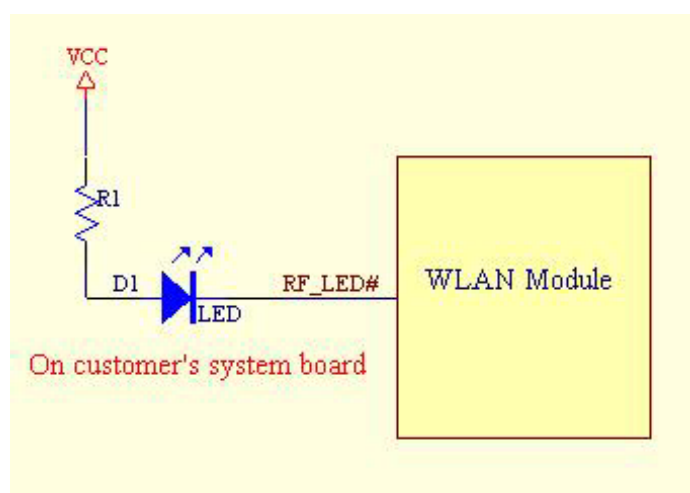 VCC
R1
D1
LED
RF_LED#
WLAN Module
On customer's system board